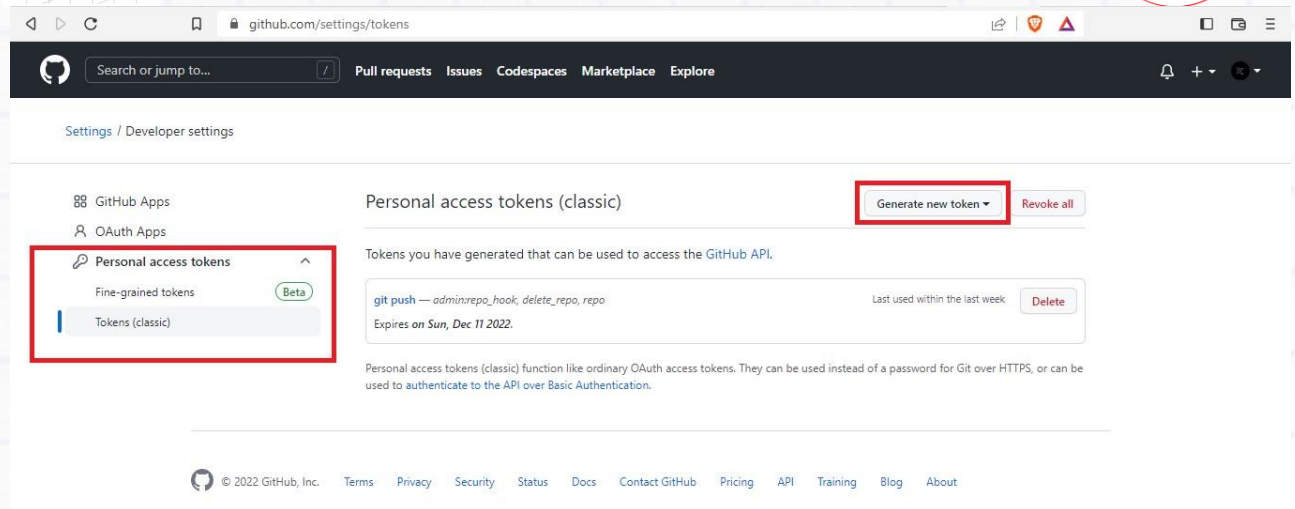 github.com/settings/tokens
Search or jump to... /
Pull requests Issues Codespaces Marketplace Explore
Settings / Developer settings
GitHub Apps
OAuth Apps
Personal access tokens
Fine-grained tokens Beta
Tokens (classic)
Personal access tokens (classic)
Generate new token
Revoke all
Tokens you have generated that can be used to access the GitHub API.
git push — admin:repo_hook, delete_repo, repo
Last used within the last week
Delete
Expires on Sun, Dec 11 2022.
Personal access tokens (classic) function like ordinary OAuth access tokens. They can be used instead of a password for Git over HTTPS, or can be
used to authenticate to the API over Basic Authentication.
© 2022 GitHub, Inc. Terms Privacy Security Status Docs Contact GitHub Pricing API Training Blog About